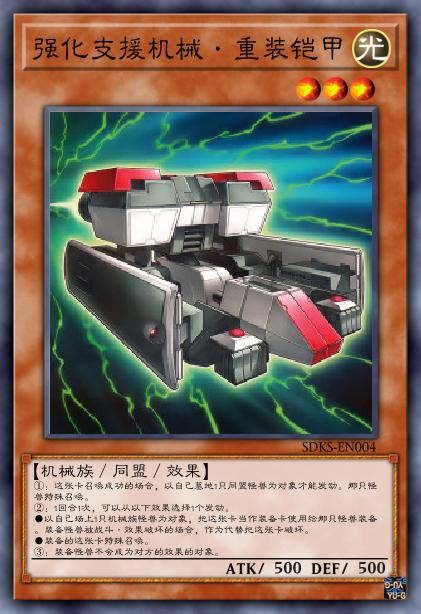 强化支援机械·重装铠甲
光
SDKS-EN004
【机械族／同盟／效果】
①：这张卡召唤成功的场合，以自己墓地1只同盟怪兽为对象才能发动。那只怪
兽特殊召唤。
②：1回合1次，可以从以下效果选择1个发动。
●以自己场上1只机械族怪兽为对象，把这张卡当作装备卡使用给那只怪兽装备
。装备怪兽被战斗·效果破坏的场合，作为代替把这张卡破坏。
●装备的这张卡特殊召唤。
③：装备怪兽不会成为对方的效果的对象。
ATK/ 500 DEF/ 500